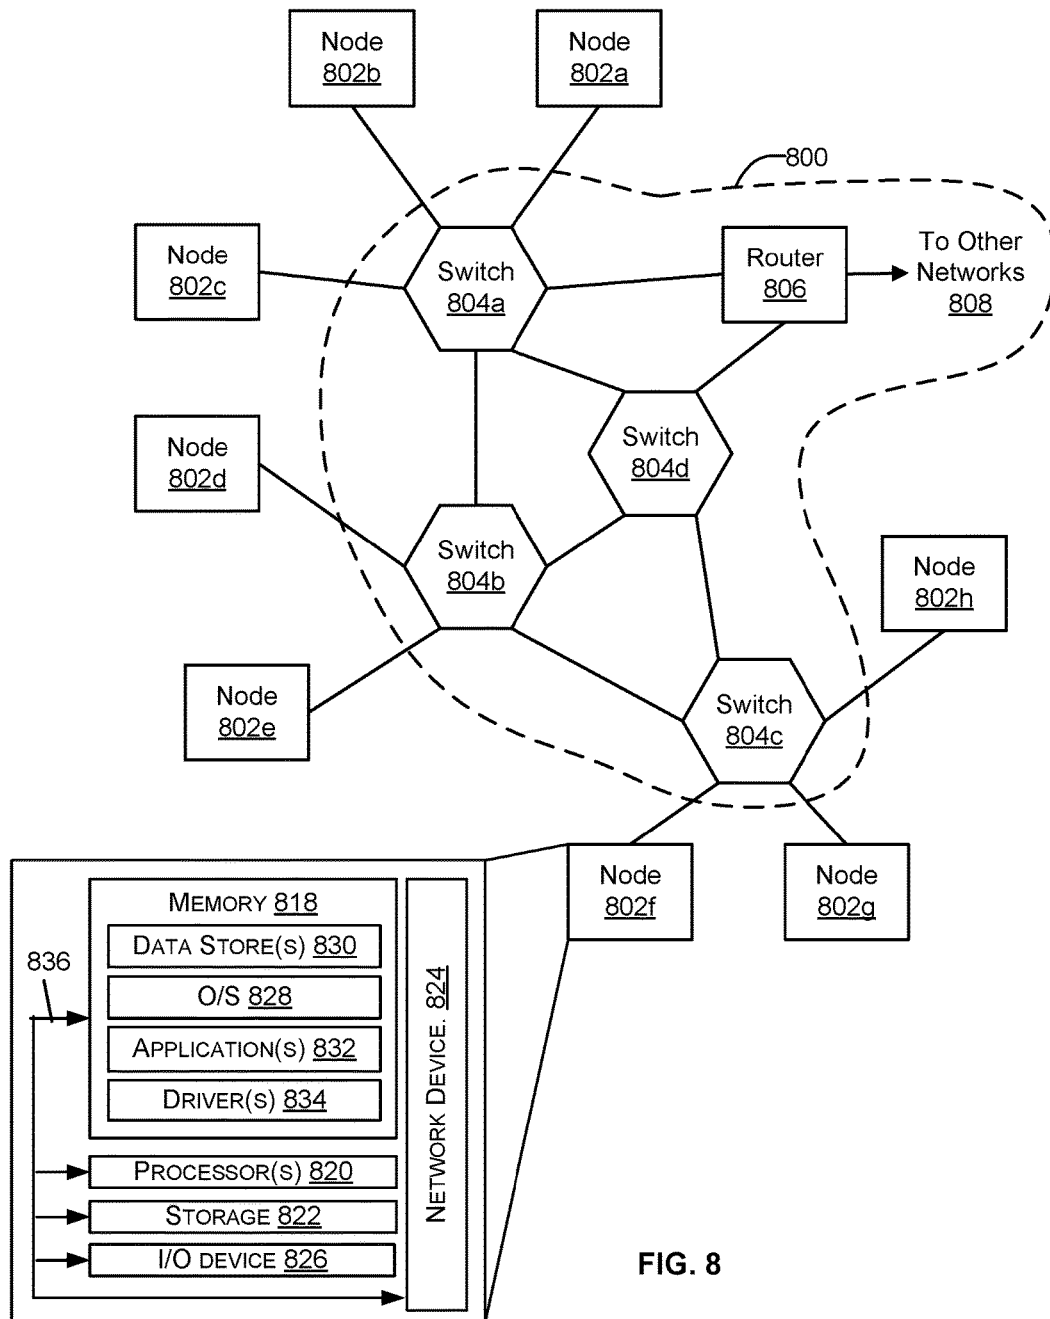 Node
802b
Node
802a
800
Node
802c
Switch
804a
Router
806
To Other
Networks
808
Node
802d
Switch
804d
Switch
804b
Node
802h
Node
802e
Switch
804c
Node
802f
Node
802g
MEMORY 818
DATA STORE(S) 830
836
O/S 828
APPLICATION(S) 832
DRIVER(S) 834
NETWORK DEVICE. 824
PROCESSOR(S) 820
STORAGE 822
I/O DEVICE 826
FIG. 8